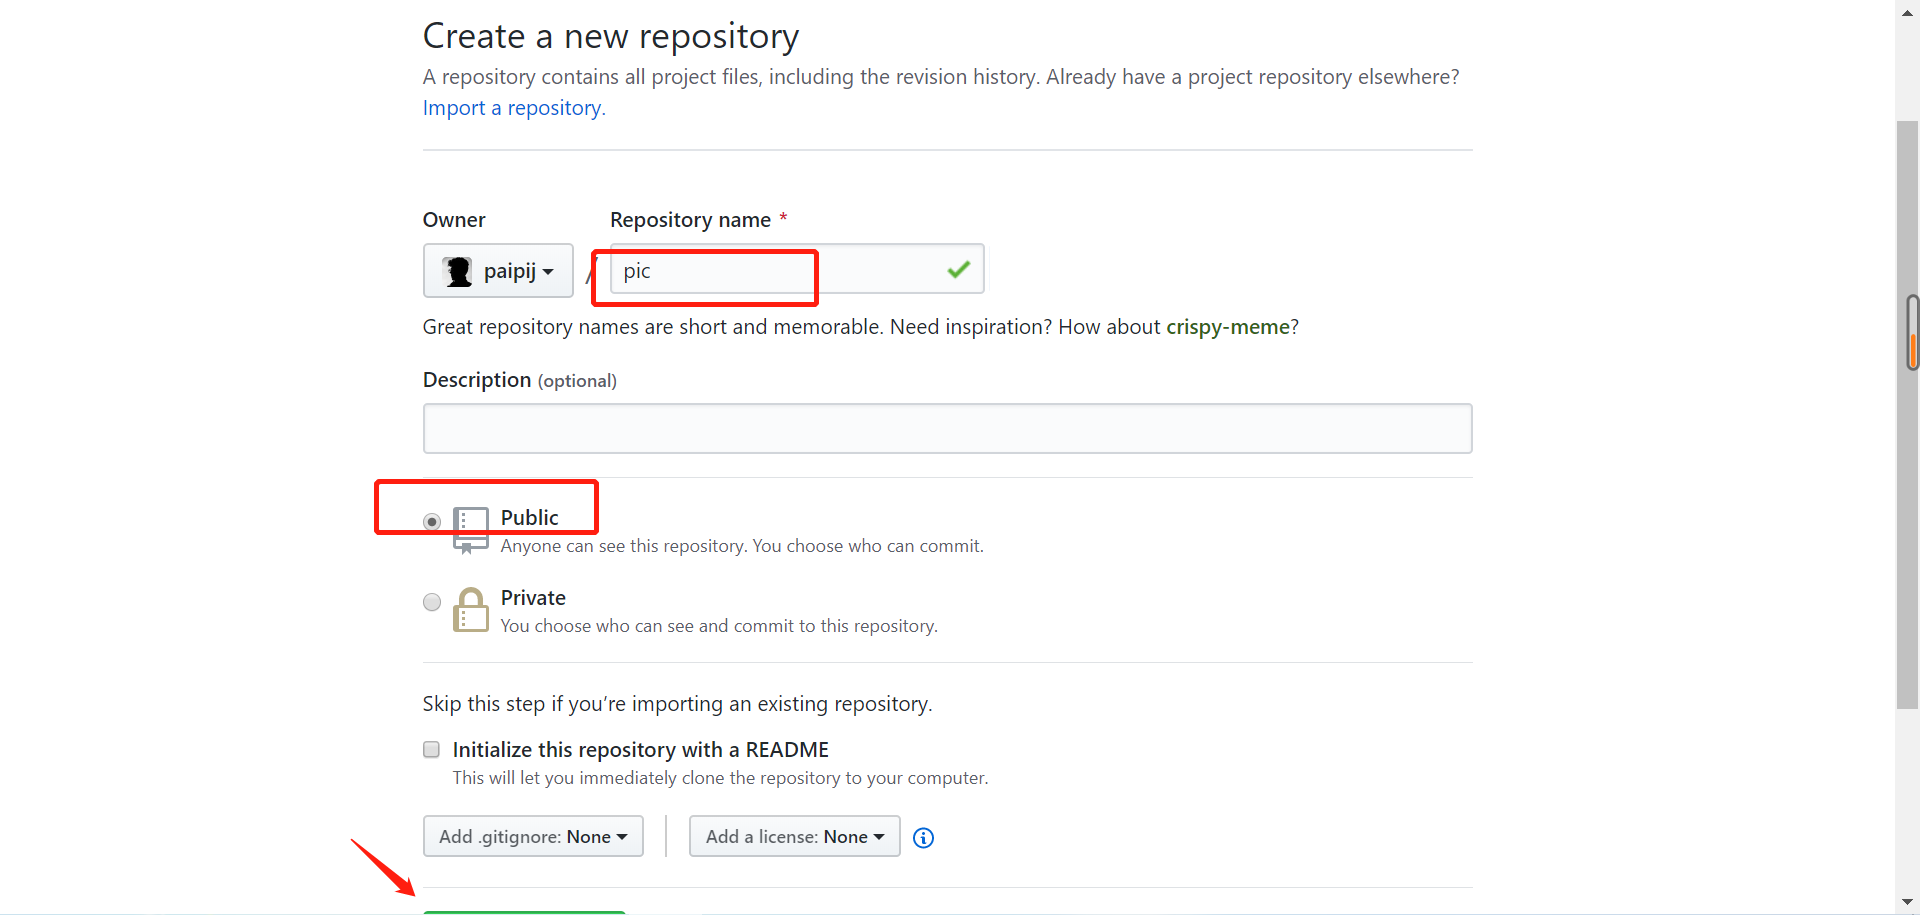 Create a new repository
A repository contains all project files, including the revision history. Already have a project repository elsewhere?
Import a repository.
Owner
Repository name *
paipij
/
pic
Great repository names are short and memorable. Need inspiration? How about crispy-meme?
Description (optional)
Public
Anyone can see this repository. You choose who can commit.
Private
You choose who can see and commit to this repository.
Skip this step if you’re importing an existing repository.
Initialize this repository with a README
This will let you immediately clone the repository to your computer.
Add .gitignore: None
Add a license: None